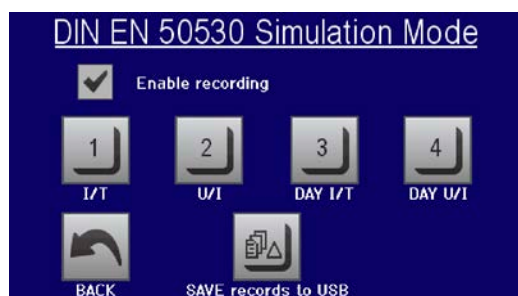 DIN EN 50530 Simulation Mode
Enable recording
1 2 3 4
I/T U/I DAY I/T DAY U/I
BACK SAVE records to USB